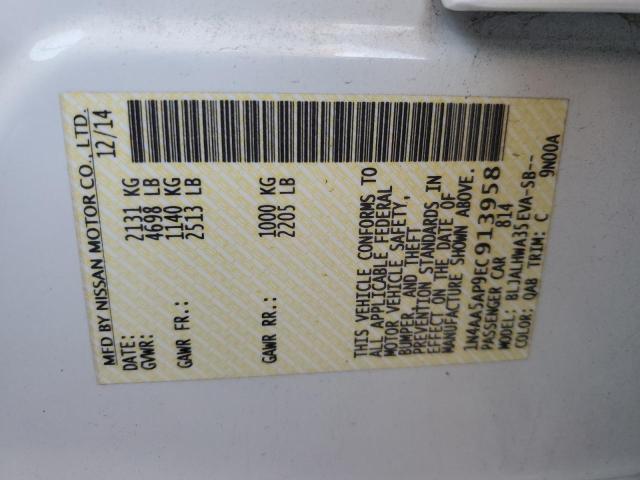 MFD BY NISSAN MOTOR CO., LTD.
DATE: 12/14
GVWR: 2131 KG
4698 LB
GAWR FR.: 1140 KG
2513 LB
GAWR RR.: 1000 KG
2205 LB
THIS VEHICLE CONFORMS TO
ALL APPLICABLE FEDERAL
MOTOR VEHICLE SAFETY,
BUMPER, AND THEFT
PREVENTION STANDARDS IN
EFFECT ON THE DATE OF
MANUFACTURE SHOWN ABOVE.
1N4AA5AP9EC913958
PASSENGER CAR 814
MODEL: BLJALHWA35EVA-SB--
COLOR: QAB TRIM: C 9N00A